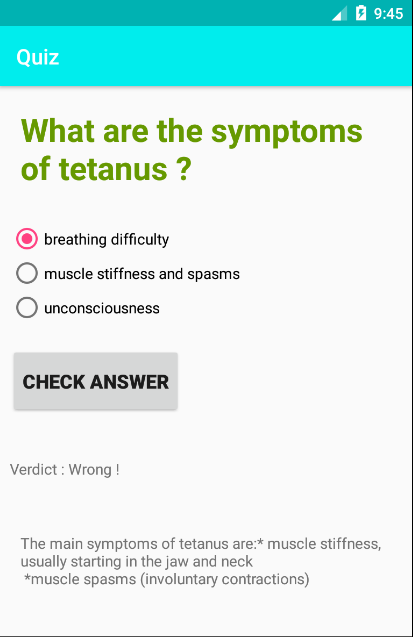 9:45
Quiz
What are the symptoms
of tetanus ?
breathing difficulty
muscle stiffness and spasms
unconsciousness
CHECK ANSWER
Verdict : Wrong !
The main symptoms of tetanus are:* muscle stiffness,
usually starting in the jaw and neck
*muscle spasms (involuntary contractions)